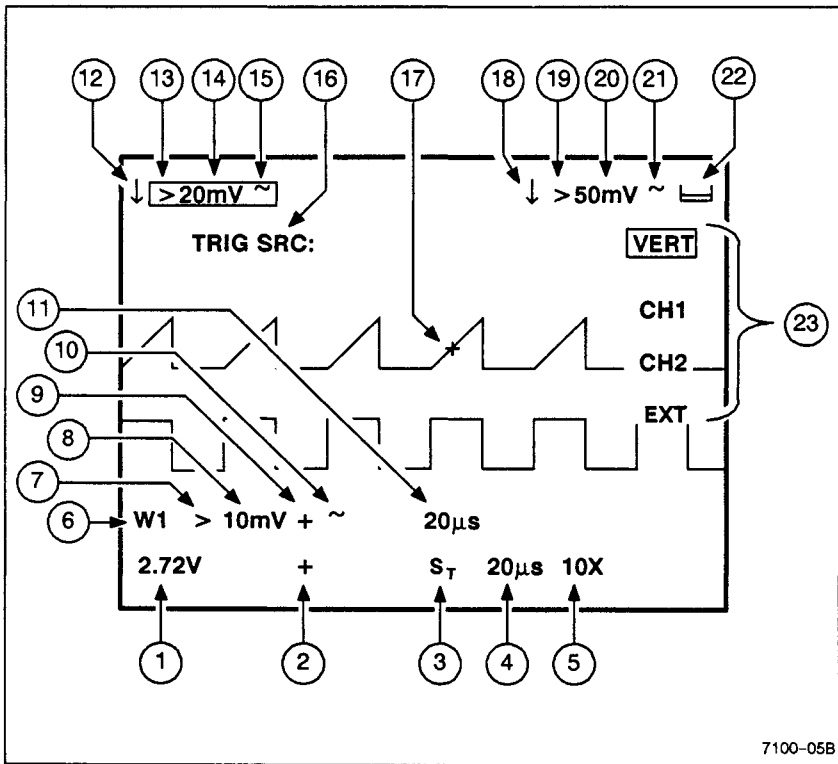 12 13 14 15 16 17 18 19 20 21 22
↓ >20mV ~ ↓ >50mV ~
TRIG SRC: VERT
11 CH1 23
10 CH2
9 EXT
8
7
6 W1 > 10mV + ~ 20µs
2.72V + S_T 20µs 10X
1 2 3 4 5
7100-05B